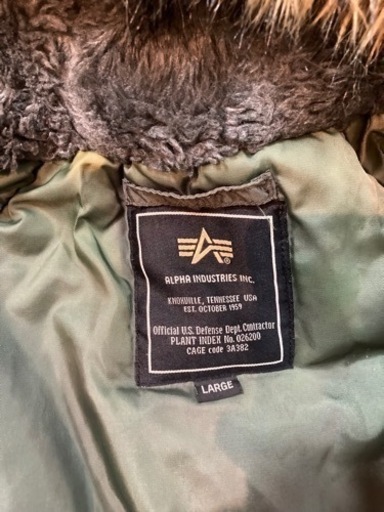 ALPHA INDUSTRIES INC.
KNOXVILLE, TENNESSEE USA
EST. OCTOBER 1959
Official U.S. Defense Dept. Contractor
PLANT INDEX No. 026200
CAGE code 3A382
LARGE